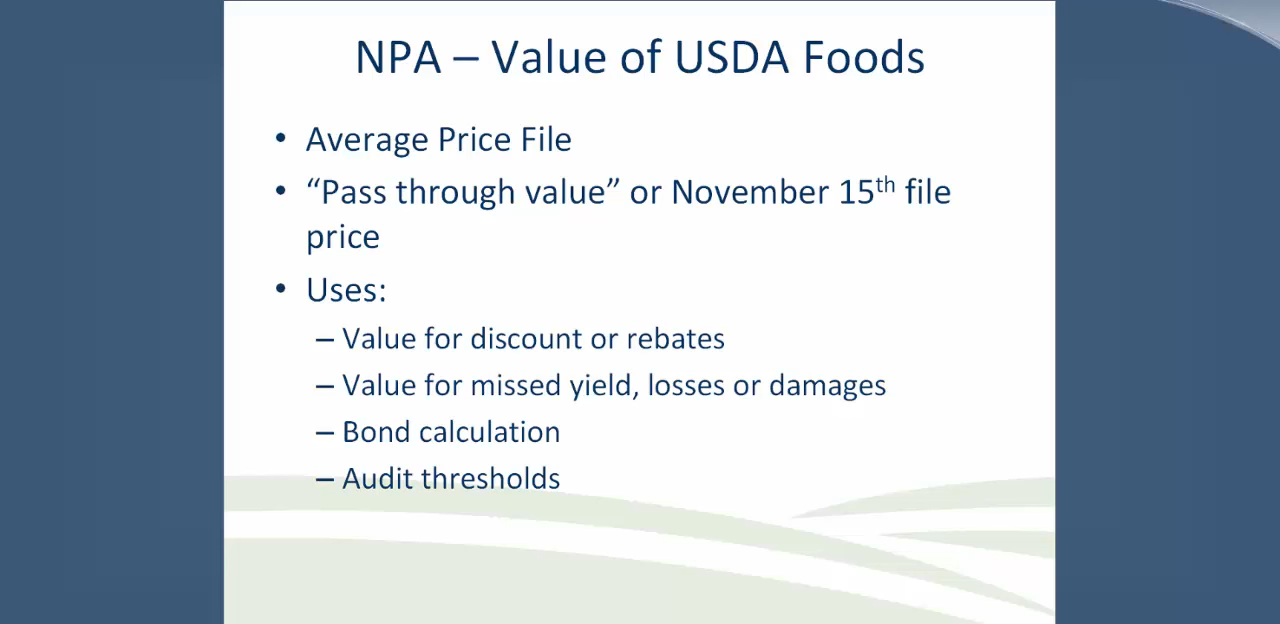 NPA – Value of USDA Foods
• Average Price File
• “Pass through value” or November 15th file
price
• Uses:
– Value for discount or rebates
– Value for missed yield, losses or damages
– Bond calculation
– Audit thresholds